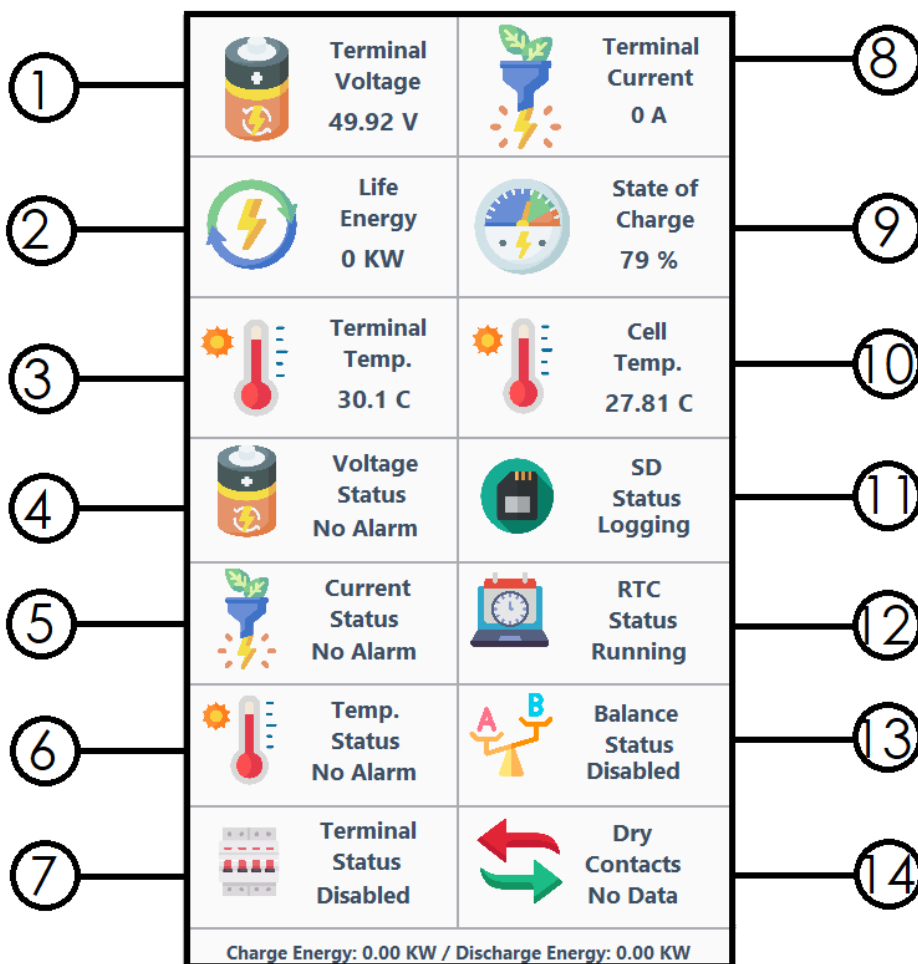 1
Terminal
Voltage
49.92 V
Terminal
Current
0 A
8
2
Life
Energy
0 KW
State of
Charge
79 %
9
3
Terminal
Temp.
30.1 C
Cell
Temp.
27.81 C
10
4
Voltage
Status
No Alarm
SD
Status
Logging
11
5
Current
Status
No Alarm
RTC
Status
Running
12
6
Temp.
Status
No Alarm
A
B
Balance
Status
Disabled
13
7
Terminal
Status
Disabled
Dry
Contacts
No Data
14
Charge Energy: 0.00 KW / Discharge Energy: 0.00 KW